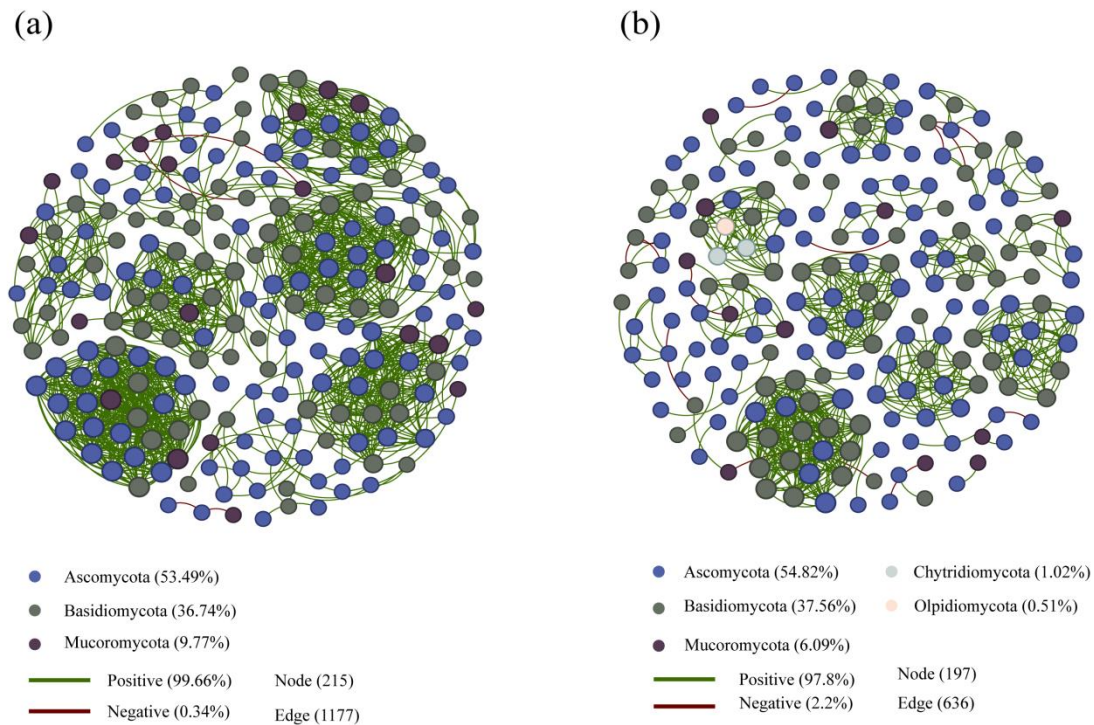 (a)
(b)
Ascomycota (53.49%)
Basidiomycota (36.74%)
Mucoromycota (9.77%)
Positive (99.66%) Node (215)
Negative (0.34%) Edge (1177)
Ascomycota (54.82%) Chytridiomycota (1.02%)
Basidiomycota (37.56%) Olpidiomycota (0.51%)
Mucoromycota (6.09%)
Positive (97.8%) Node (197)
Negative (2.2%) Edge (636)